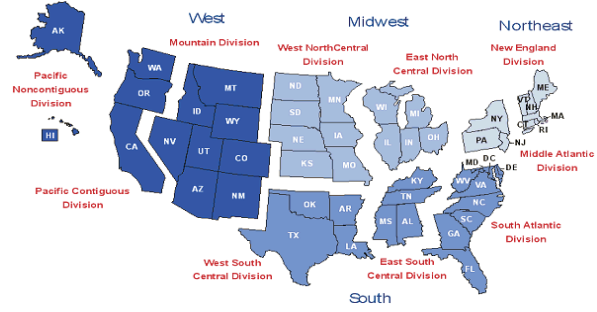 West
Midwest
Northeast
AK
Mountain Division
West NorthCentral
Division
East North
Central Division
New England
Division
Pacific
Noncontiguous
Division
HI
WA
OR
CA
NV
ID
MT
WY
UT
CO
AZ
NM
ND
SD
NE
KS
MN
IA
MO
WI
MI
IL
IN
OH
ME
VT
NH
MA
CT
RI
NY
PA
NJ
Middle Atlantic
Division
MD
DC
DE
WV
VA
KY
TN
NC
SC
GA
FL
MS
AL
OK
AR
TX
LA
Pacific Contiguous
Division
West South
Central Division
East South
Central Division
South Atlantic
Division
South